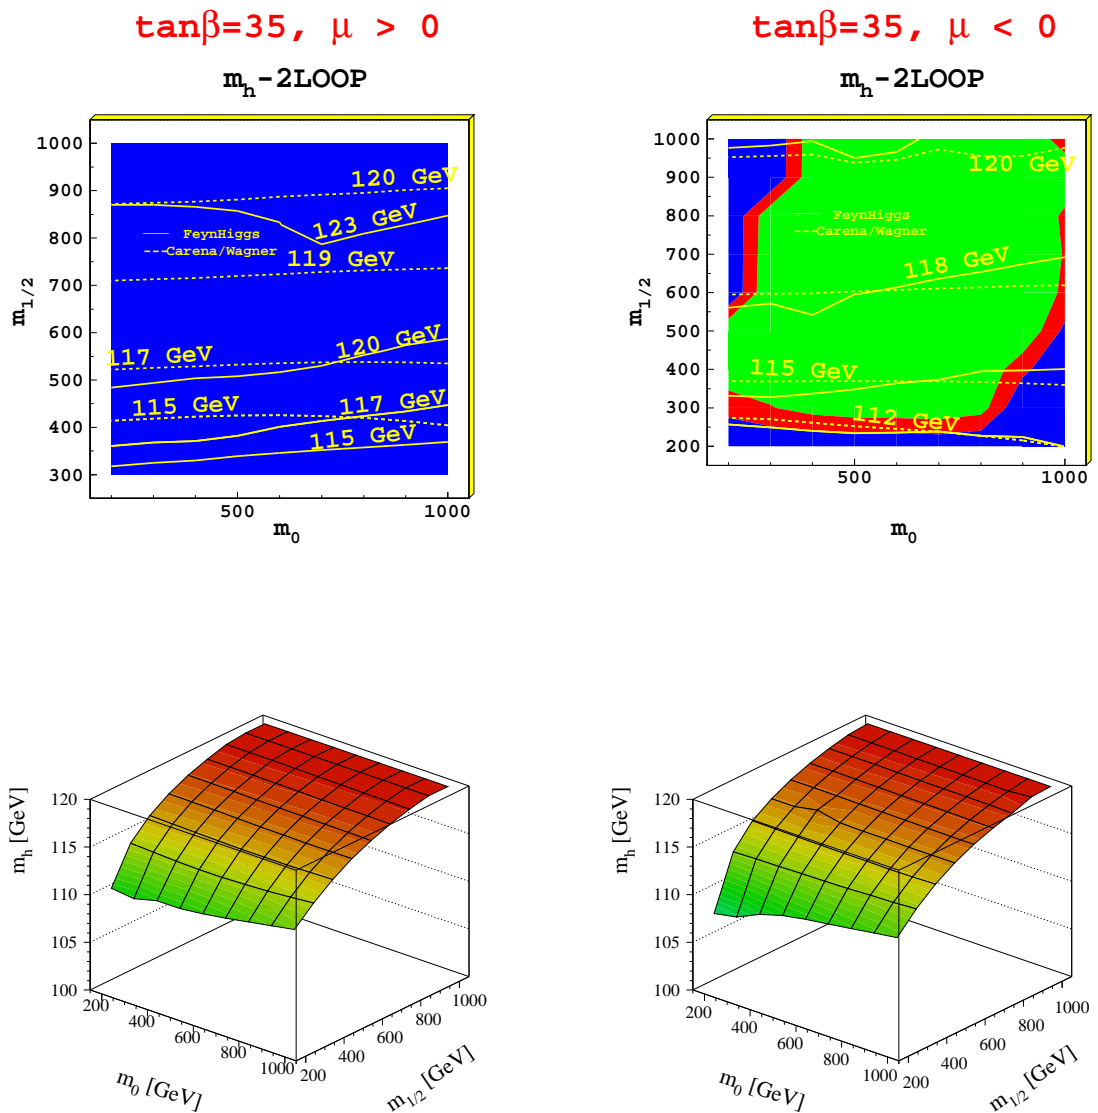 tanβ=35, μ > 0
m_h-2LOOP
1000
900
800
700
600
500
400
300
m_1/2
120 GeV
123 GeV
FeynHiggs
Carena/Wagner
119 GeV
120 GeV
117 GeV
115 GeV
117 GeV
115 GeV
500
1000
m_0
tanβ=35, μ < 0
m_h-2LOOP
1000
900
800
700
600
500
400
300
200
m_1/2
120 GeV
FeynHiggs
Carena/Wagner
118 GeV
115 GeV
112 GeV
500
1000
m_0
m_h [GeV]
120
115
110
105
100
200
400
600
800
1000
m_0 [GeV]
200
400
600
800
1000
m_1/2 [GeV]
m_h [GeV]
120
115
110
105
100
200
400
600
800
1000
m_0 [GeV]
200
400
600
800
1000
m_1/2 [GeV]